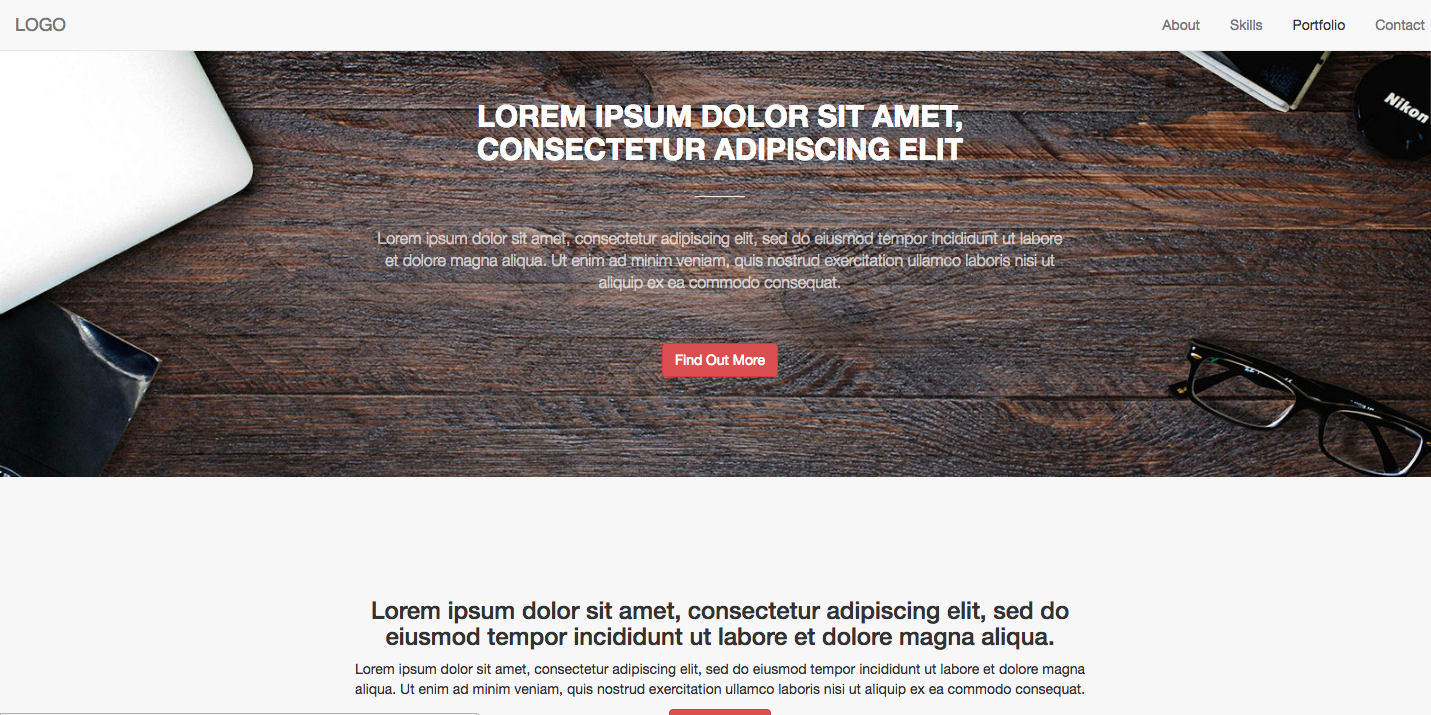 LOGO
About Skills Portfolio Contact
Nikon
LOREM IPSUM DOLOR SIT AMET,
CONSECTETUR ADIPISCING ELIT
Lorem ipsum dolor sit amet, consectetur adipiscing elit, sed do eiusmod tempor incididunt ut labore
et dolore magna aliqua. Ut enim ad minim veniam, quis nostrud exercitation ullamco laboris nisi ut
aliquip ex ea commodo consequat.
Find Out More
Lorem ipsum dolor sit amet, consectetur adipiscing elit, sed do
eiusmod tempor incididunt ut labore et dolore magna aliqua.
Lorem ipsum dolor sit amet, consectetur adipiscing elit, sed do eiusmod tempor incididunt ut labore et dolore magna
aliqua. Ut enim ad minim veniam, quis nostrud exercitation ullamco laboris nisi ut aliquip ex ea commodo consequat.